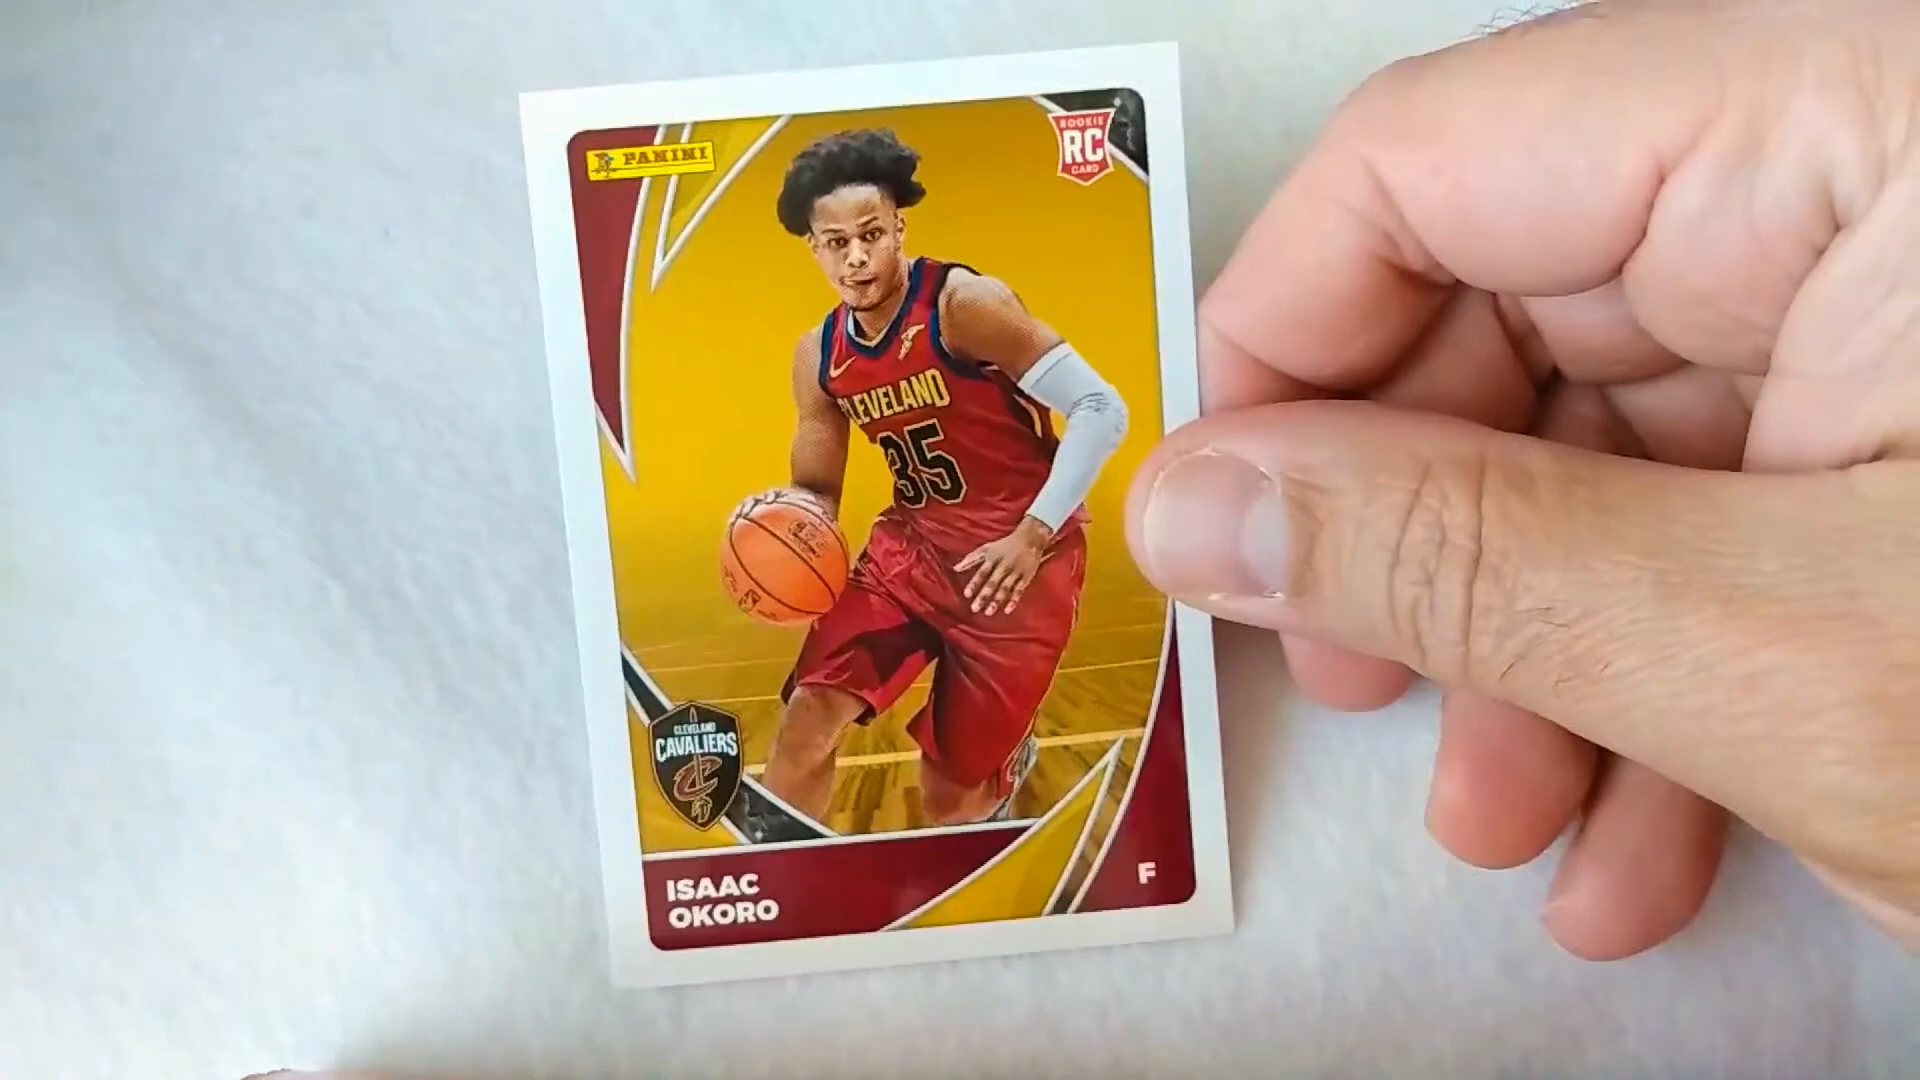 PANINI
ROOKIE
RC
CARD
CLEVELAND
35
CLEVELAND
CAVALIERS
ISAAC
OKORO
F